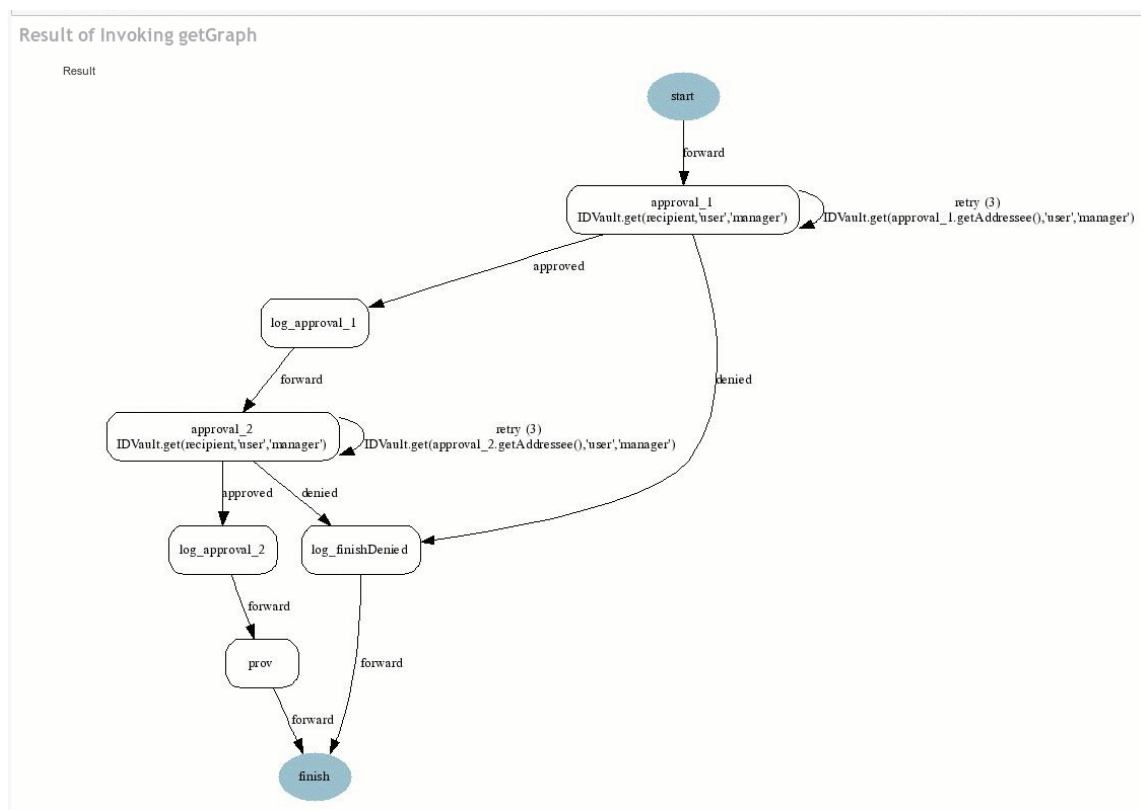 Result of Invoking getGraph
Result
start
forward
approval_1
IDVault.get(recipient,'user','manager')
retry (3)
IDVault.get(approval_1.getAddressee(),'user','manager')
approved
log_approval_1
forward
denied
approval_2
IDVault.get(recipient,'user','manager')
retry (3)
IDVault.get(approval_2.getAddressee(),'user','manager')
approved
denied
log_approval_2
log_finishDenied
forward
prov
forward
forward
finish